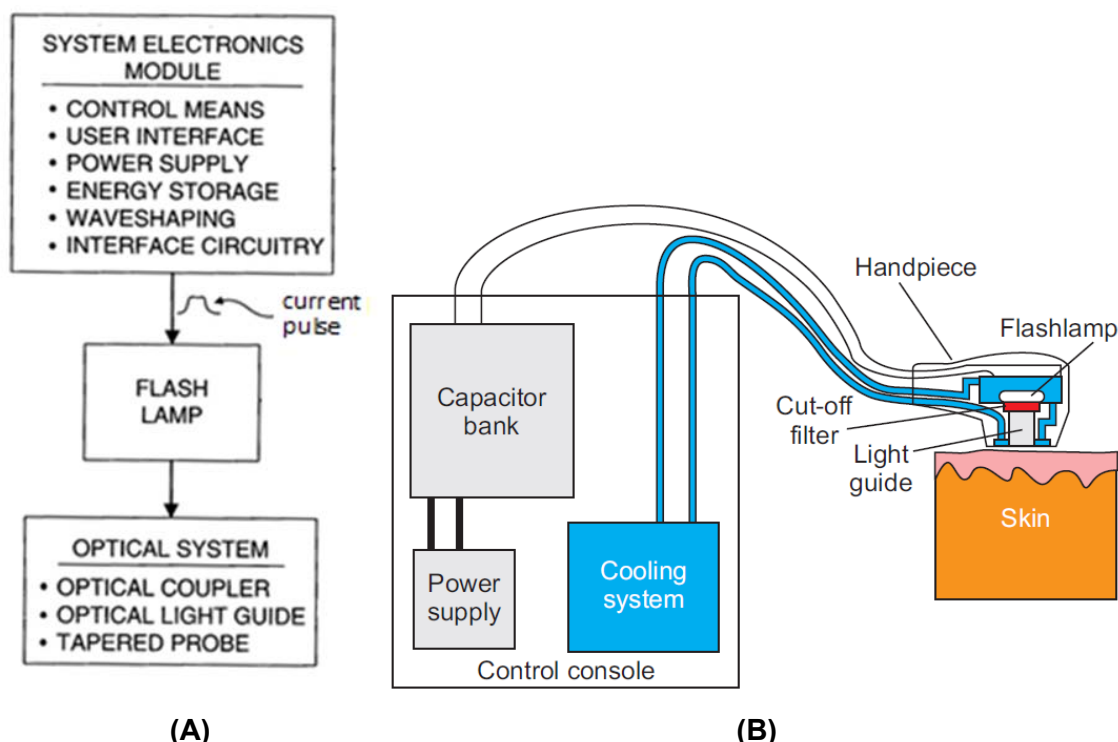 SYSTEM ELECTRONICS
MODULE
• CONTROL MEANS
• USER INTERFACE
• POWER SUPPLY
• ENERGY STORAGE
• WAVESHAPING
• INTERFACE CIRCUITRY
current
pulse
FLASH
LAMP
OPTICAL SYSTEM
• OPTICAL COUPLER
• OPTICAL LIGHT GUIDE
• TAPERED PROBE
(A)
Handpiece
Flashlamp
Capacitor
bank
Cut-off
filter
Light
guide
Skin
Power
supply
Cooling
system
Control console
(B)